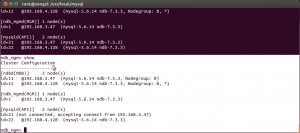 root@songzi: /usr/local/mysql
id=12 @192.168.4.128 (mysql-5.6.14 ndb-7.3.3, Nodegroup: 0, *)
[ndb_mgmd(MGM)] 1 node(s)
id=1 @192.168.3.47 (mysql-5.6.14 ndb-7.3.3)
[mysqld(API)] 2 node(s)
id=21 @192.168.3.47 (mysql-5.6.14 ndb-7.3.3)
id=22 @192.168.4.128 (mysql-5.6.14 ndb-7.3.3)
ndb_mgm> show
Cluster Configuration
---------------------
[ndbd(NDB)] 2 node(s)
id=11 @192.168.3.47 (mysql-5.6.14 ndb-7.3.3, Nodegroup: 0)
id=12 @192.168.4.128 (mysql-5.6.14 ndb-7.3.3, Nodegroup: 0, *)
[ndb_mgmd(MGM)] 1 node(s)
id=1 @192.168.3.47 (mysql-5.6.14 ndb-7.3.3)
[mysqld(API)] 2 node(s)
id=21 (not connected, accepting connect from 192.168.3.47)
id=22 @192.168.4.128 (mysql-5.6.14 ndb-7.3.3)
ndb_mgm>